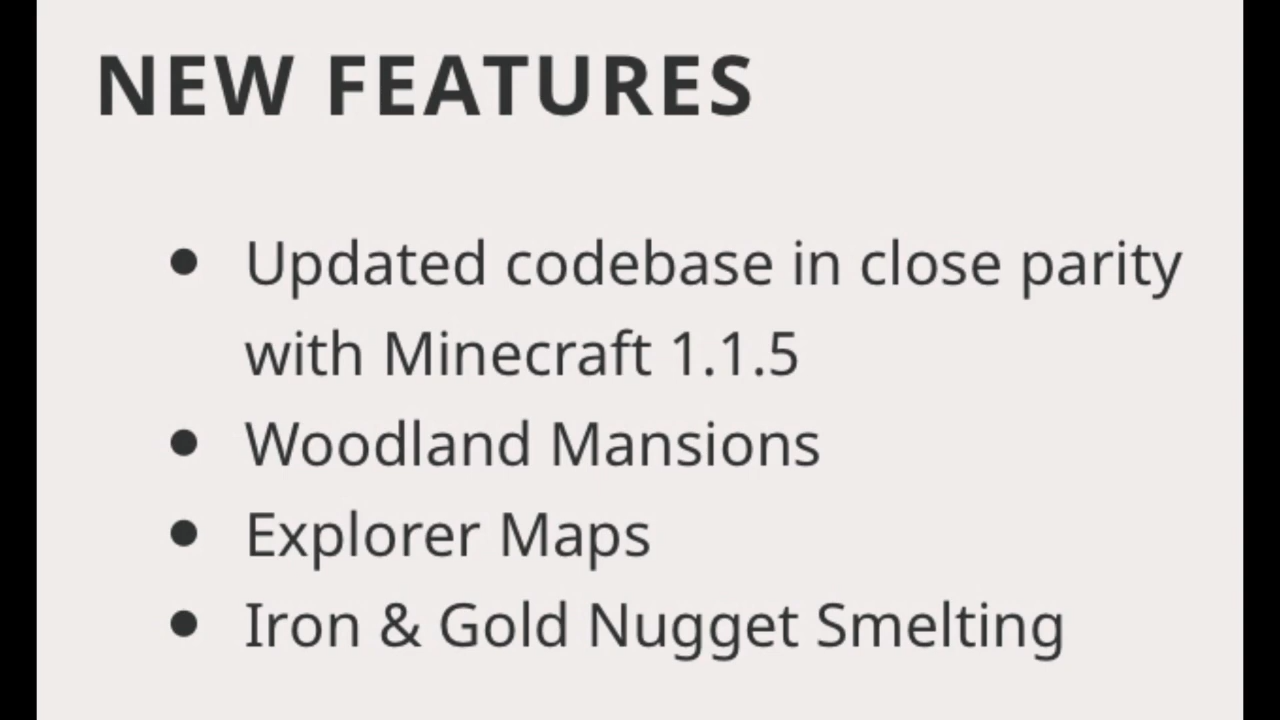 NEW FEATURES
• Updated codebase in close parity
with Minecraft 1.1.5
• Woodland Mansions
• Explorer Maps
• Iron & Gold Nugget Smelting